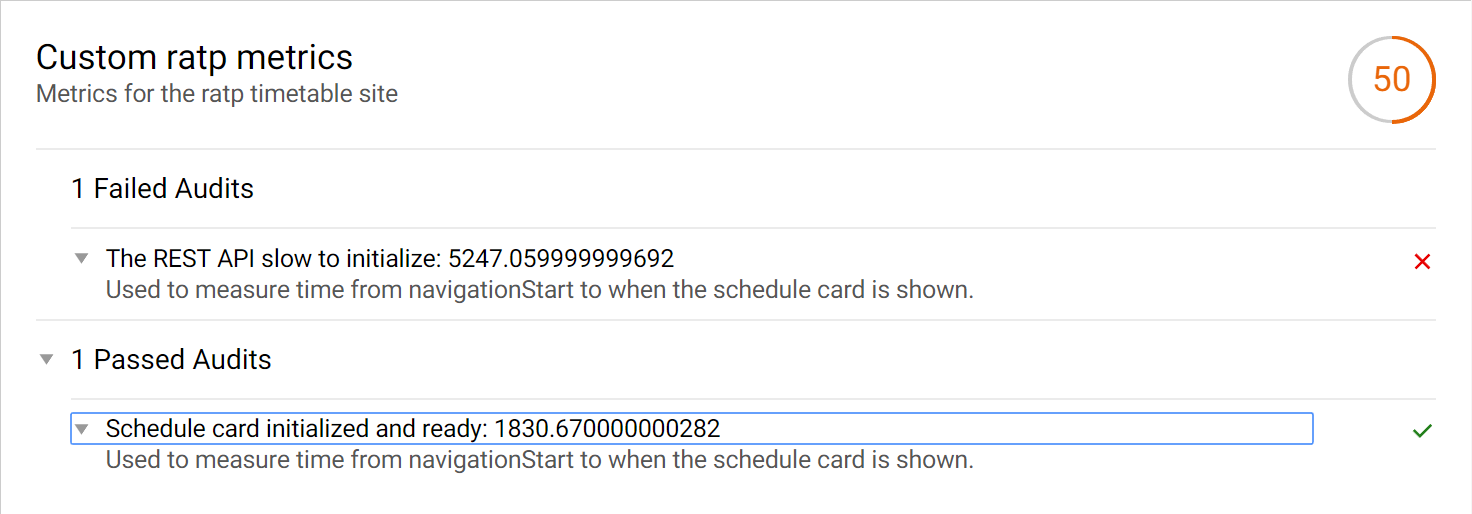 Custom ratp metrics
Metrics for the ratp timetable site
50
1 Failed Audits
The REST API slow to initialize: 5247.059999999692
Used to measure time from navigationStart to when the schedule card is shown.
1 Passed Audits
Schedule card initialized and ready: 1830.670000000282
Used to measure time from navigationStart to when the schedule card is shown.